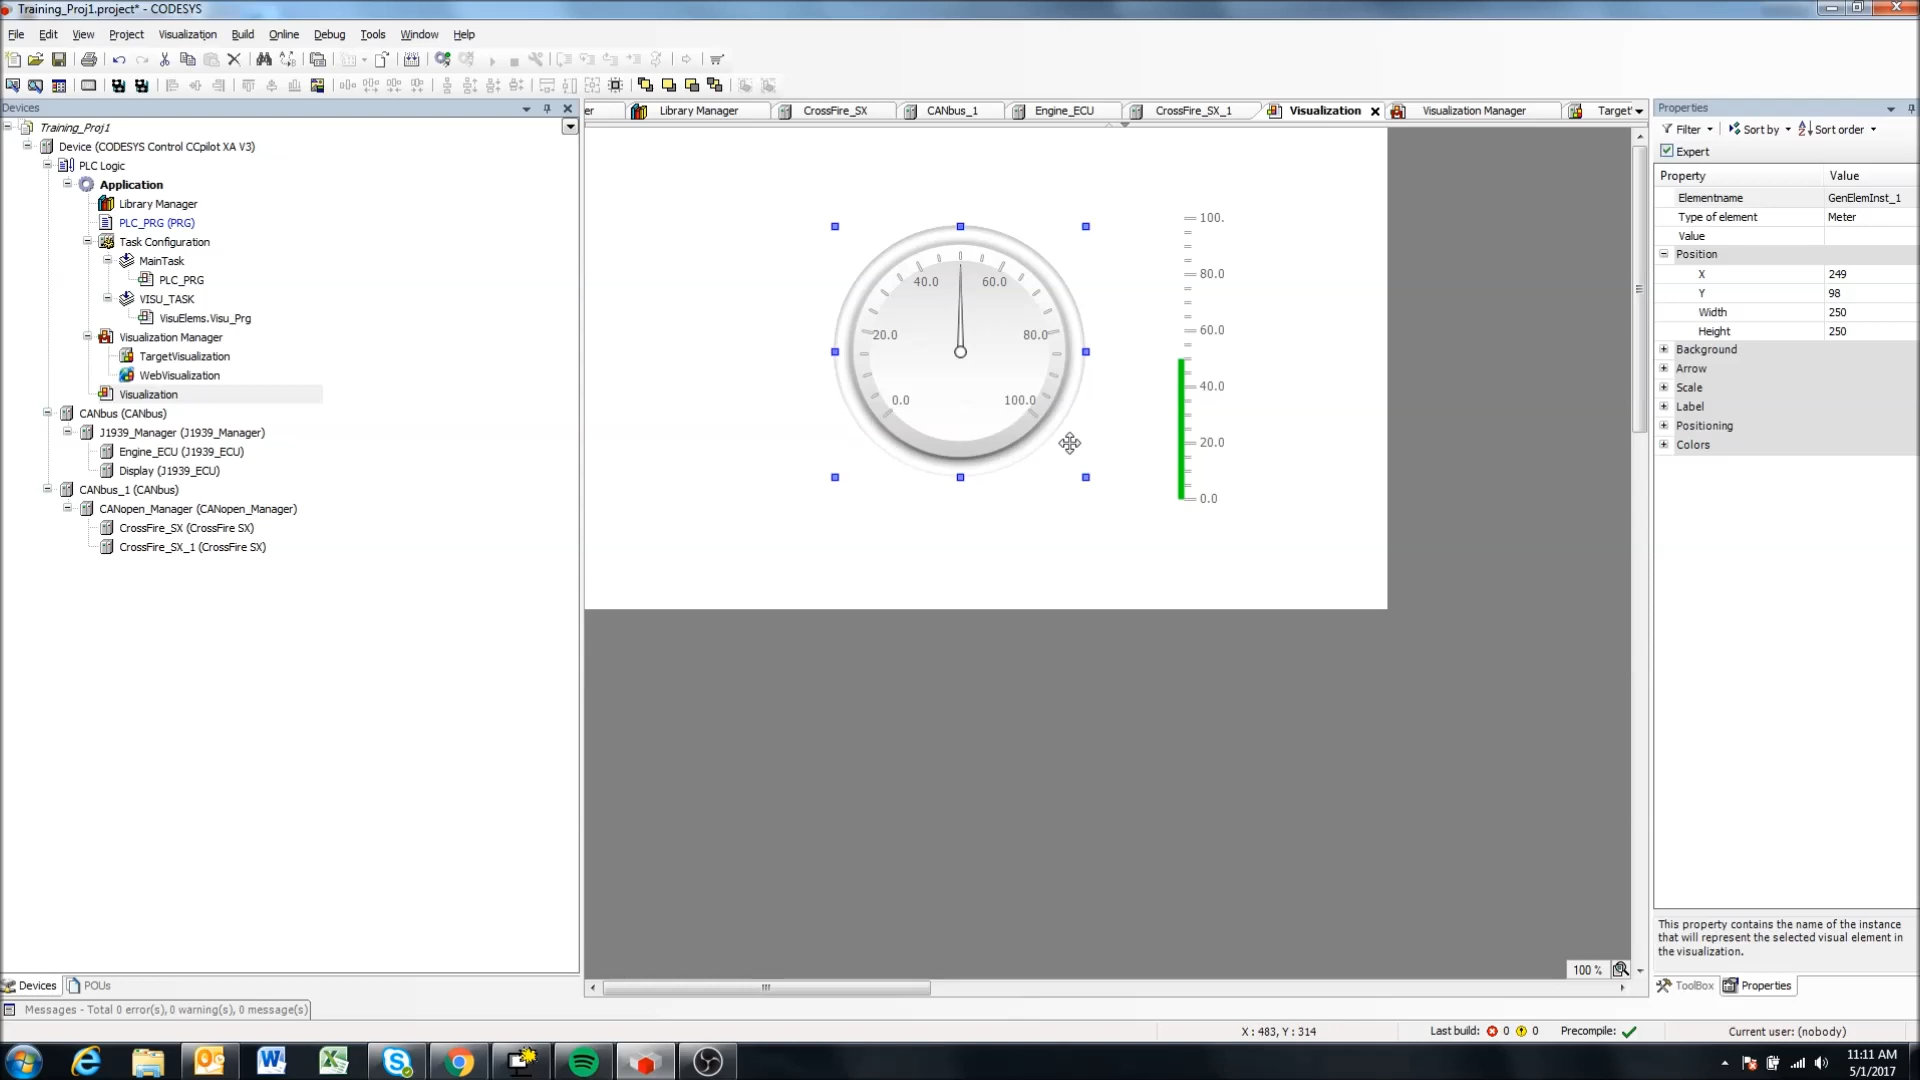 Training_Proj1.project* - CODESYS
File Edit View Project Visualization Build Online Debug Tools Window Help
Devices
Training_Proj1
Device (CODESYS Control CCpilot XA V3)
PLC Logic
Application
Library Manager
PLC_PRG (PRG)
Task Configuration
MainTask
PLC_PRG
VISU_TASK
VisuElems.Visu_Prg
Visualization Manager
TargetVisualization
WebVisualization
Visualization
CANbus (CANbus)
J1939_Manager (J1939_Manager)
Engine_ECU (J1939_ECU)
Display (J1939_ECU)
CANbus_1 (CANbus)
CANopen_Manager (CANopen_Manager)
CrossFire_SX (CrossFire SX)
CrossFire_SX_1 (CrossFire SX)
Devices POUs
Messages - Total 0 error(s), 0 warning(s), 0 message(s)
er Library Manager CrossFire_SX CANbus_1 Engine_ECU CrossFire_SX_1 Visualization Visualization Manager Target
40.0 60.0
20.0 80.0
0.0 100.0
100.
80.0
60.0
40.0
20.0
0.0
100 %
Properties
Filter Sort by Sort order
Expert
Property Value
Elementname GenElemInst_1
Type of element Meter
Value
Position
X 249
Y 98
Width 250
Height 250
Background
Arrow
Scale
Label
Positioning
Colors
This property contains the name of the instance
that will represent the selected visual element in
the visualization.
ToolBox Properties
X : 483, Y : 314 Last build: 0 0 Precompile: Current user: (nobody)
11:11 AM
5/1/2017